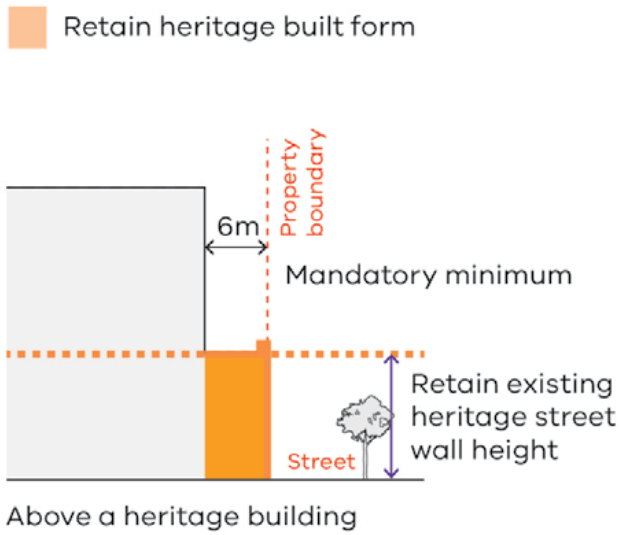 Retain heritage built form
Property
boundary
6m
Mandatory minimum
Retain existing
heritage street
wall height
Street
Above a heritage building